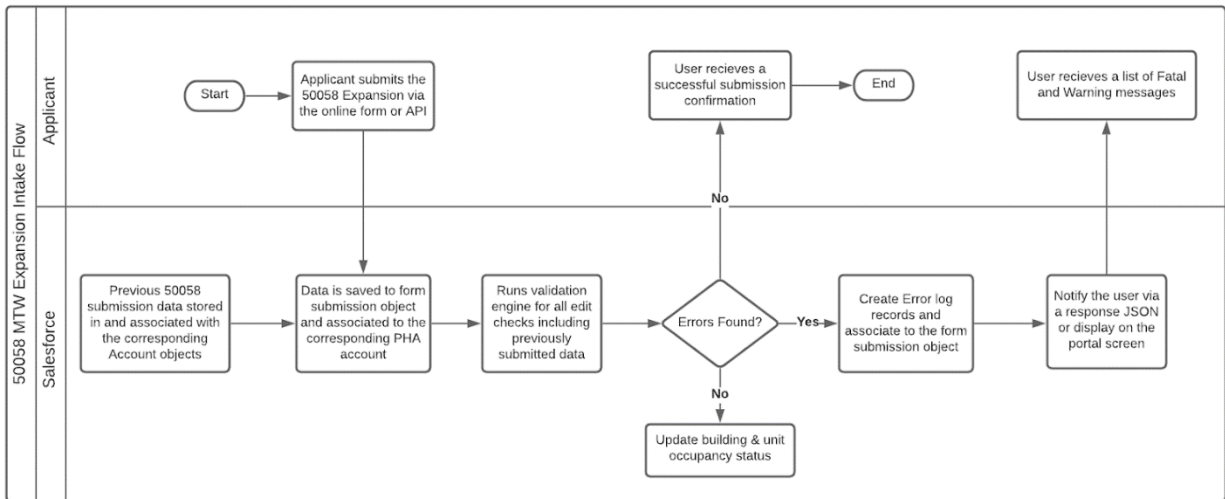 50058 MTW Expansion Intake Flow
Applicant
Start
Applicant submits the
50058 Expansion via
the online form or API
User recieves a
successful submission
confirmation
End
User recieves a list of Fatal
and Warning messages
No
Salesforce
Previous 50058
submission data stored
in and associated with
the corresponding
Account objects
Data is saved to form
submission object
and associated to the
corresponding PHA
account
Runs validation
engine for all edit
checks including
previously
submitted data
Errors Found?
Yes
Create Error log
records and
associate to the form
submission object
Notify the user via
a response JSON
or display on the
portal screen
No
Update building & unit
occupancy status